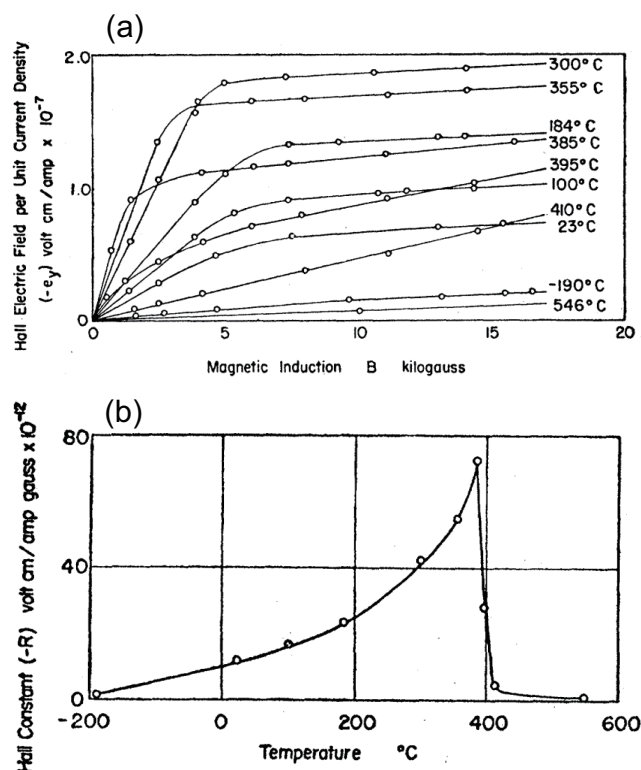 (a)
Hall Electric Field per Unit Current Density
(-e_y) volt cm/amp x 10^-7
2.0
1.0
0
300° C
355° C
184° C
385° C
395° C
100° C
410° C
23° C
-190° C
546° C
0 5 10 15 20
Magnetic Induction B kilogauss
(b)
Hall Constant (-R) volt cm/amp gauss x10^-12
80
40
0
-200 0 200 400 600
Temperature °C